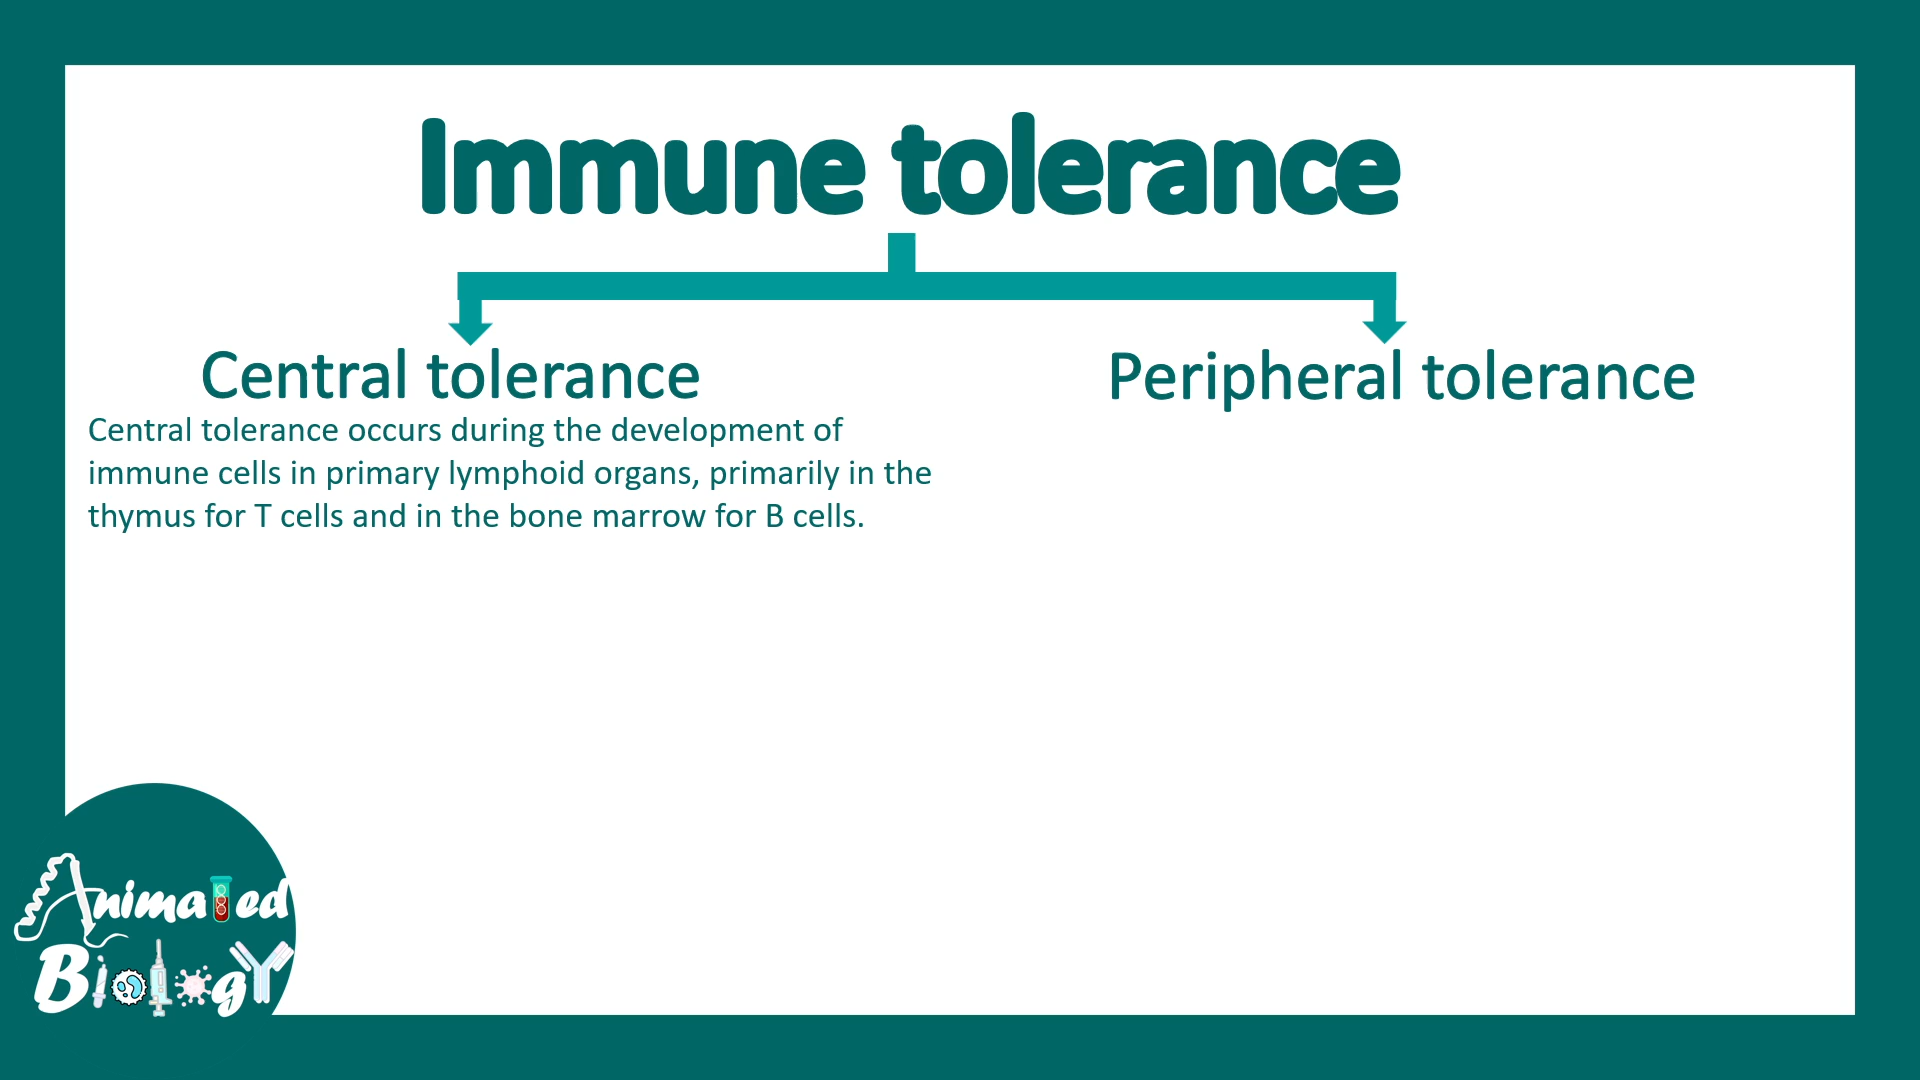 Immune tolerance
Central tolerance
Peripheral tolerance
Central tolerance occurs during the development of
immune cells in primary lymphoid organs, primarily in the
thymus for T cells and in the bone marrow for B cells.
Animated
Biology